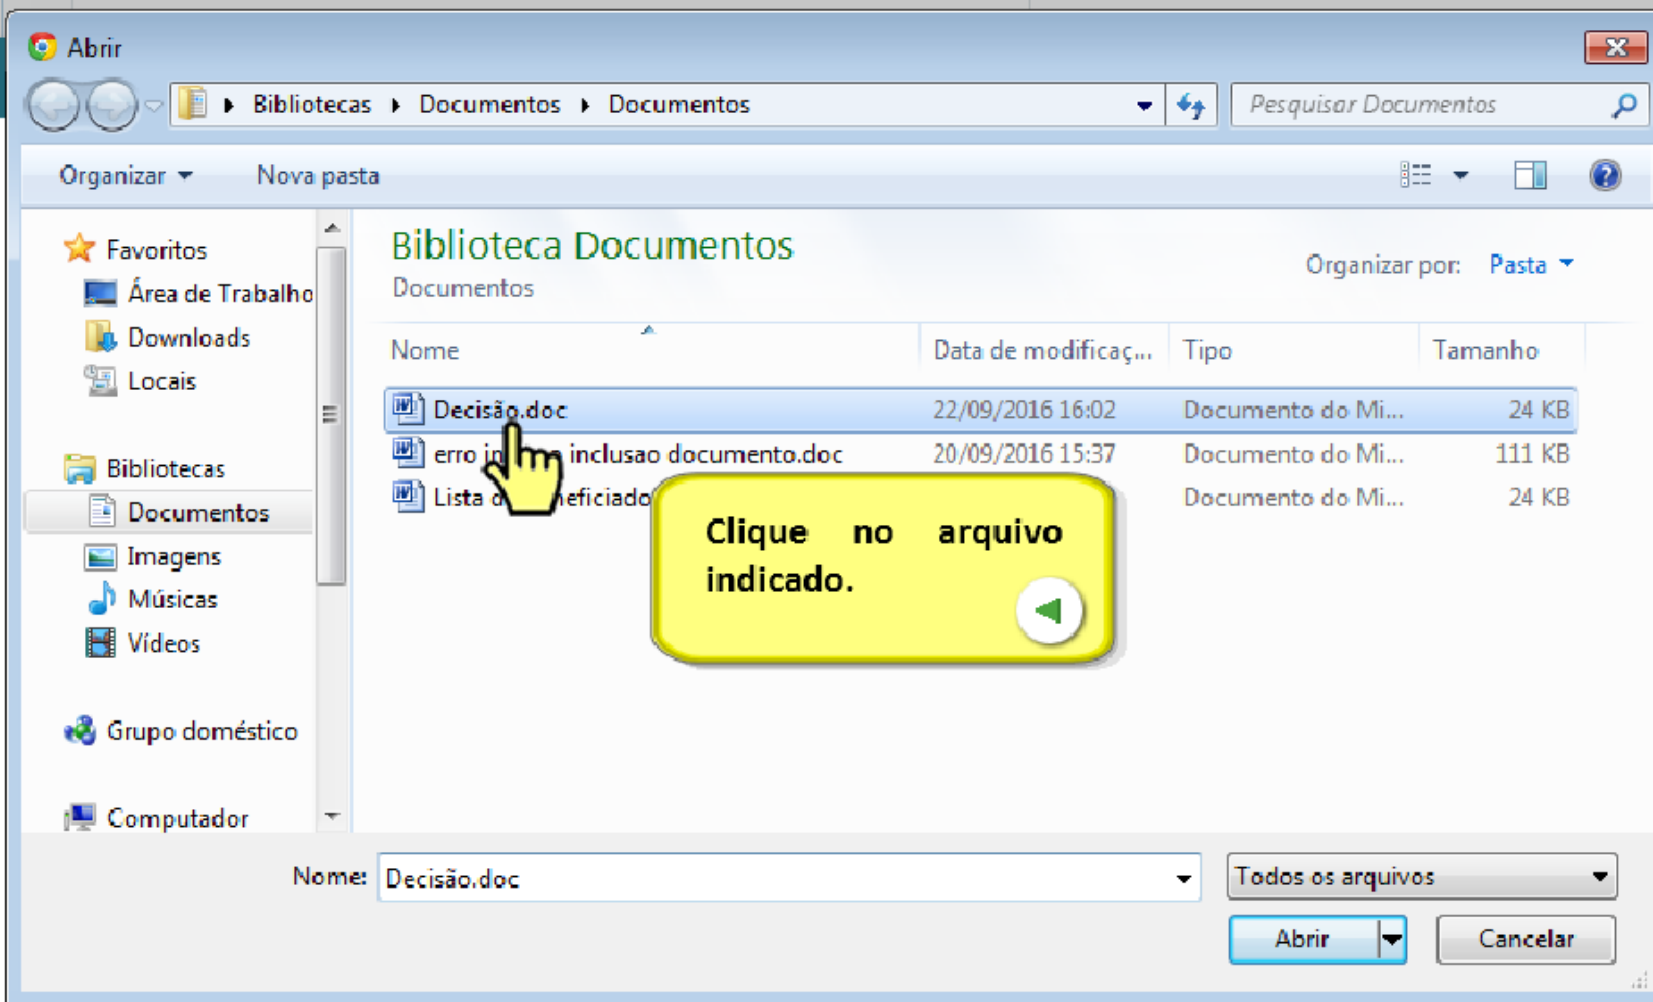 Abrir
Bibliotecas Documentos Documentos
Pesquisar Documentos
Organizar Nova pasta
Favoritos
Área de Trabalho
Downloads
Locais
Bibliotecas
Documentos
Imagens
Músicas
Vídeos
Grupo doméstico
Computador
Biblioteca Documentos
Documentos
Organizar por: Pasta
Nome Data de modificaç... Tipo Tamanho
Decisão.doc 22/09/2016 16:02 Documento do Mi... 24 KB
erro inclusao documento.doc 20/09/2016 15:37 Documento do Mi... 111 KB
Lista Documento do Mi... 24 KB
Clique no arquivo
indicado.
Nome: Decisão.doc Todos os arquivos
Abrir Cancelar